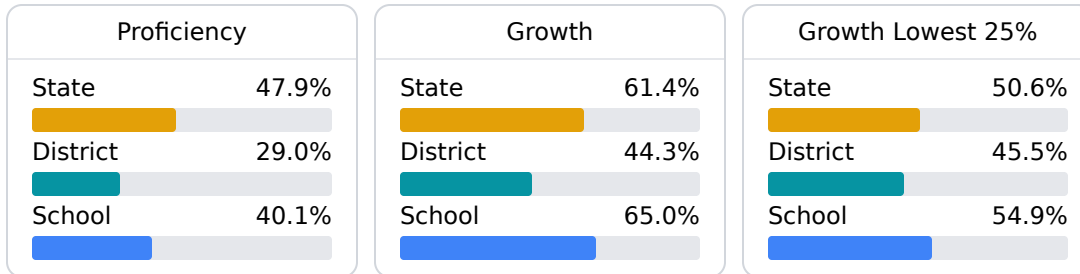 Proficiency
State 47.9%
District 29.0%
School 40.1%
Growth
State 61.4%
District 44.3%
School 65.0%
Growth Lowest 25%
State 50.6%
District 45.5%
School 54.9%